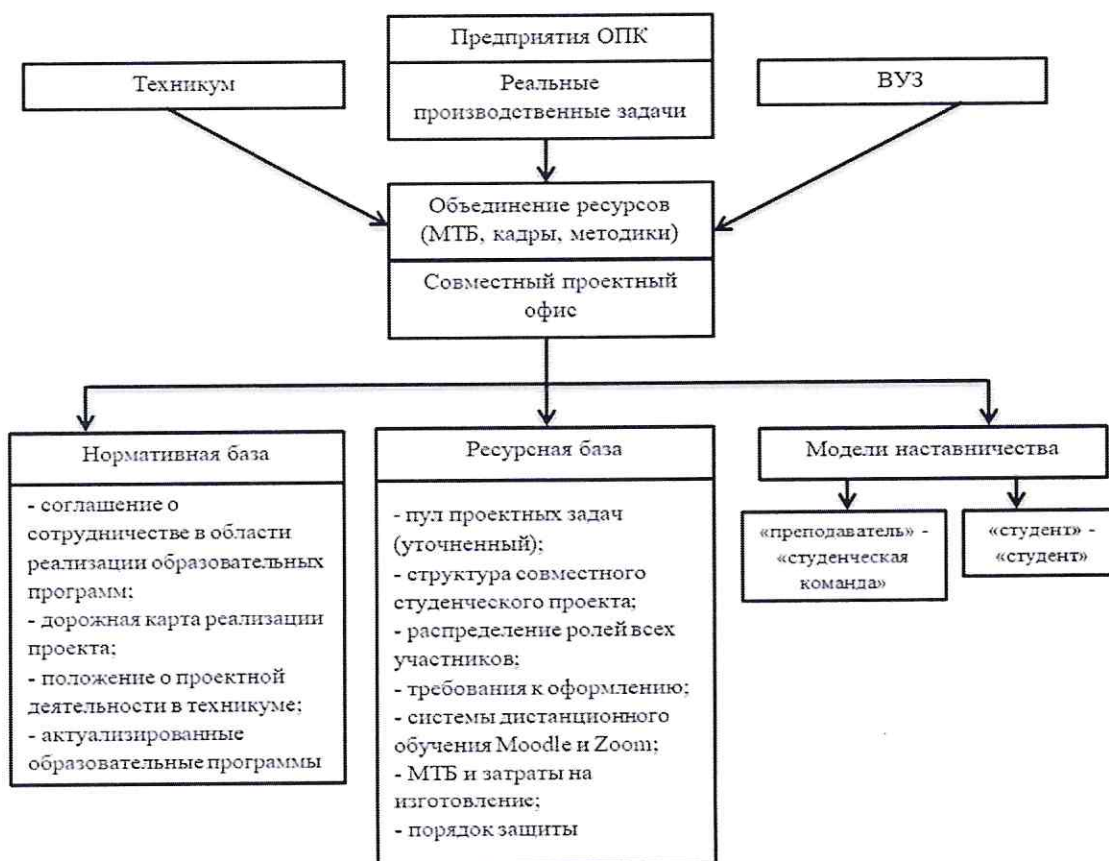 Предприятия ОПК
Техникум
Реальные
производственные задачи
ВУЗ
Объединение ресурсов
(МТБ, кадры, методики)
Совместный проектный
офис
Нормативная база
- соглашение о
сотрудничестве в области
реализации образовательных
программ;
- дорожная карта реализации
проекта;
- положение о проектной
деятельности в техникуме;
- актуализированные
образовательные программы
Ресурсная база
- пул проектных задач
(уточненный);
- структура совместного
студенческого проекта;
- распределение ролей всех
участников;
- требования к оформлению;
- системы дистанционного
обучения Moodle и Zoom;
- МТБ и затраты на
изготовление;
- порядок защиты
Модели наставничества
«преподаватель» -
«студенческая
команда»
«студент» -
«студент»